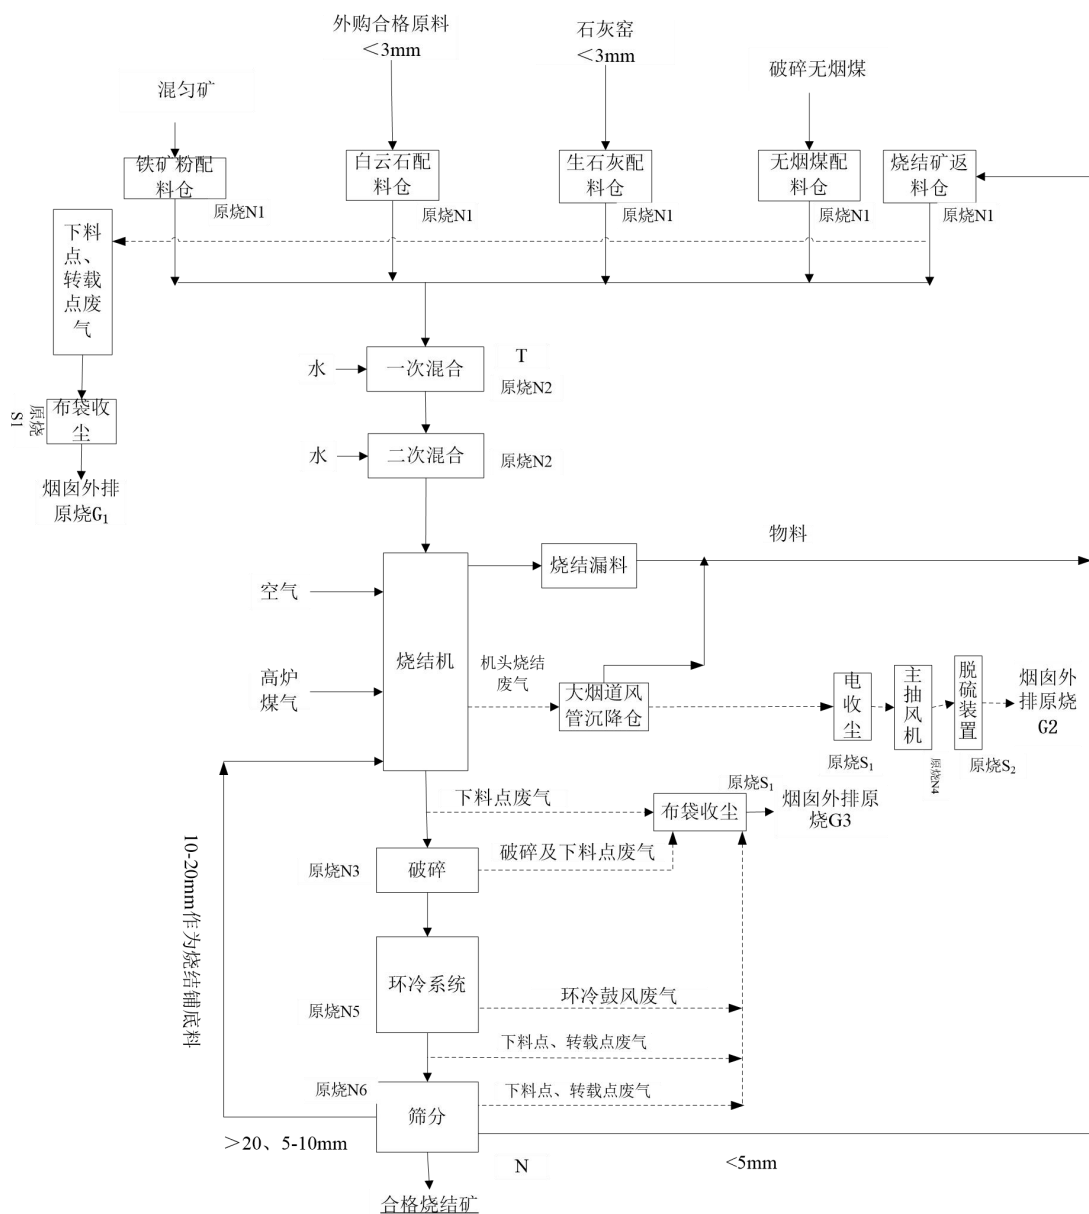 外购合格原料
＜3mm
石灰窑
＜3mm
破碎无烟煤
混匀矿
铁矿粉配
料仓
原烧N1
白云石配
料仓
原烧N1
生石灰配
料仓
原烧N1
无烟煤配
料仓
原烧N1
烧结矿返
料仓
原烧N1
下料
点、
转载
点废
气
布袋收
尘
原烧
S1
烟囱外排
原烧G1
水
一次混合
T
原烧N2
水
二次混合
原烧N2
物料
烧结漏料
空气
烧结机
高炉
煤气
机头烧结
废气
大烟道风
管沉降仓
电
收
尘
原烧S1
主
抽
风
机
原烧N4
脱
硫
装
置
原烧S2
烟囱外
排原烧
G2
下料点废气
原烧S1
布袋收尘
烟囱外排原
烧G3
原烧N3
破碎
破碎及下料点废气
10-20mm作为烧结铺底料
环冷系统
原烧N5
环冷鼓风废气
下料点、转载点废气
原烧N6
筛分
下料点、转载点废气
＞20、5-10mm
N
<5mm
合格烧结矿